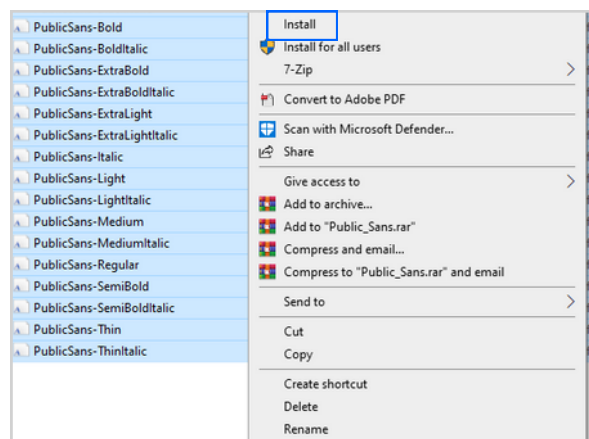 PublicSans-Bold
PublicSans-BoldItalic
PublicSans-ExtraBold
PublicSans-ExtraBoldItalic
PublicSans-ExtraLight
PublicSans-ExtraLightItalic
PublicSans-Italic
PublicSans-Light
PublicSans-LightItalic
PublicSans-Medium
PublicSans-MediumItalic
PublicSans-Regular
PublicSans-SemiBold
PublicSans-SemiBoldItalic
PublicSans-Thin
PublicSans-ThinItalic
Install
Install for all users
7-Zip
Convert to Adobe PDF
Scan with Microsoft Defender...
Share
Give access to
Add to archive...
Add to "Public_Sans.rar"
Compress and email...
Compress to "Public_Sans.rar" and email
Send to
Cut
Copy
Create shortcut
Delete
Rename